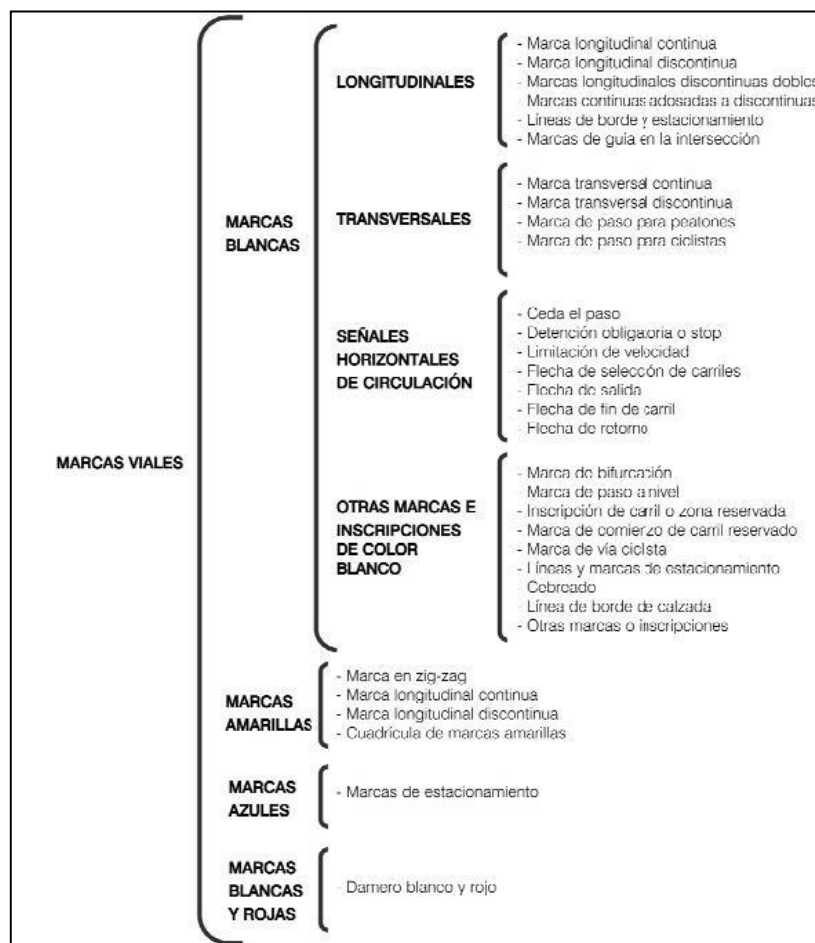 MARCAS VIALES
MARCAS
BLANCAS
LONGITUDINALES
- Marca longitudinal continua
- Marca longitudinal discontinua
- Marcas longitudinales discontinuas dobles
Marcas continuas adosadas a discontinuas
- Líneas de borde y estacionamiento
- Marcas de guía en la intersección
TRANSVERSALES
- Marca transversal continua
- Marca transversal discontinua
- Marca de paso para peatones
- Marca de paso para ciclistas
SEÑALES
HORIZONTALES
DE CIRCULACIÓN
- Ceda el paso
- Detención obligatoria o stop
- Limitación de velocidad
- Flecha de selección de carriles
- Flecha de salida
- Flecha de fin de carril
- Flecha de retorno
OTRAS MARCAS E
INSCRIPCIONES
DE COLOR
BLANCO
- Marca de bifurcación
- Marca de paso a nivel
- Inscripción de carril o zona reservada
- Marca de comienzo de carril reservado
- Marca de vía ciclista
- Líneas y marcas de estacionamiento
Cebreado
- Línea de borde de calzada
- Otras marcas o inscripciones
MARCAS
AMARILLAS
- Marca en zig-zag
- Marca longitudinal continua
- Marca longitudinal discontinua
- Cuadrícula de marcas amarillas
MARCAS
AZULES
- Marcas de estacionamiento
MARCAS
BLANCAS
Y ROJAS
- Damero blanco y rojo